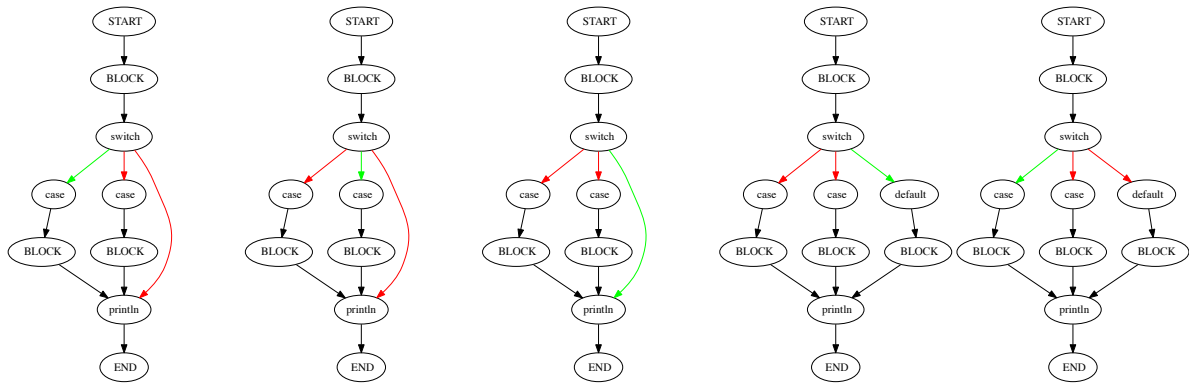 START START START START START
BLOCK BLOCK BLOCK BLOCK BLOCK
switch switch switch switch switch
case case case case case case case case default case case default
BLOCK BLOCK BLOCK BLOCK BLOCK BLOCK BLOCK BLOCK BLOCK BLOCK BLOCK BLOCK
println println println println println
END END END END END